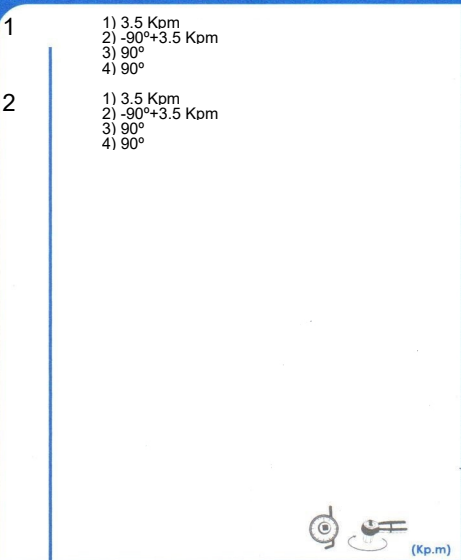 1
1) 3.5 Kpm
2) -90º+3.5 Kpm
3) 90º
4) 90º
2
1) 3.5 Kpm
2) -90º+3.5 Kpm
3) 90º
4) 90º
(Kp.m)